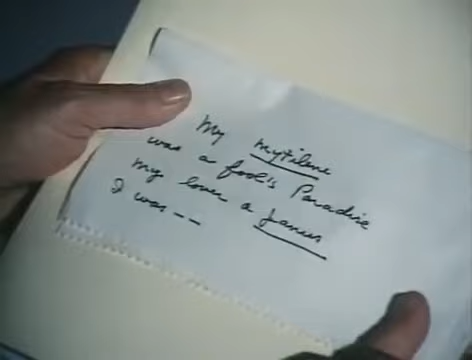 My mytilene
was a fool's Paradise
my lover a Janus
I was --